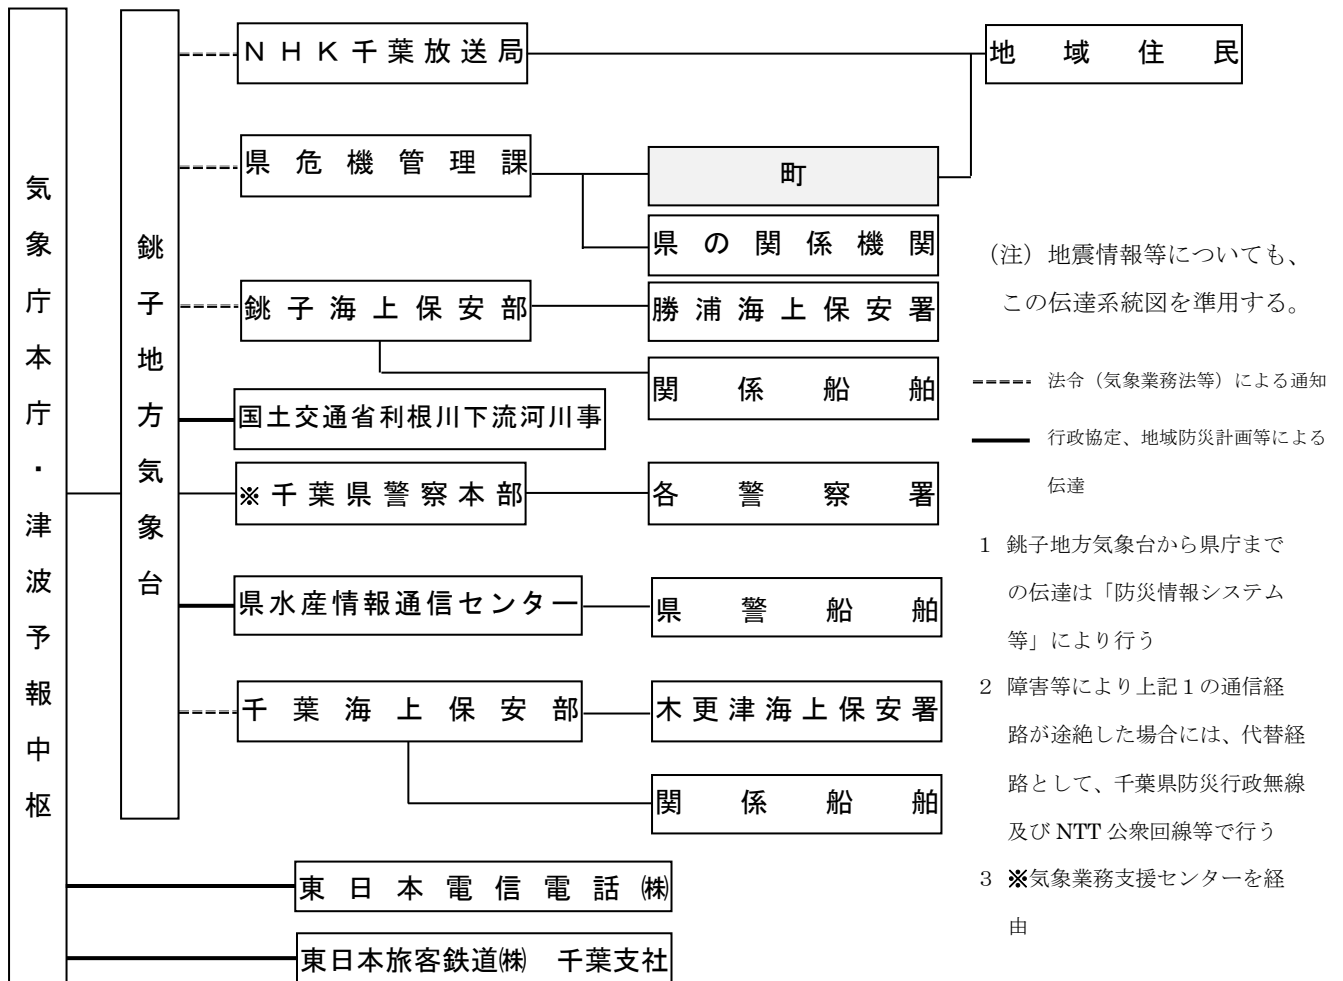 気象庁本庁・津波予報中枢
銚子地方気象台
NHK千葉放送局
地域住民
県危機管理課
町
県の関係機関
銚子海上保安部
勝浦海上保安署
関係船舶
国土交通省利根川下流河川事
※千葉県警察本部
各警察署
県水産情報通信センター
県警船舶
千葉海上保安部
木更津海上保安署
関係船舶
東日本電信電話㈱
東日本旅客鉄道㈱　千葉支社
（注）地震情報等についても、
この伝達系統図を準用する。
法令（気象業務法等）による通知
行政協定、地域防災計画等による
伝達
1 銚子地方気象台から県庁まで
の伝達は「防災情報システム
等」により行う
2 障害等により上記1の通信経
路が途絶した場合には、代替経
路として、千葉県防災行政無線
及び NTT 公衆回線等で行う
3 ※気象業務支援センターを経
由